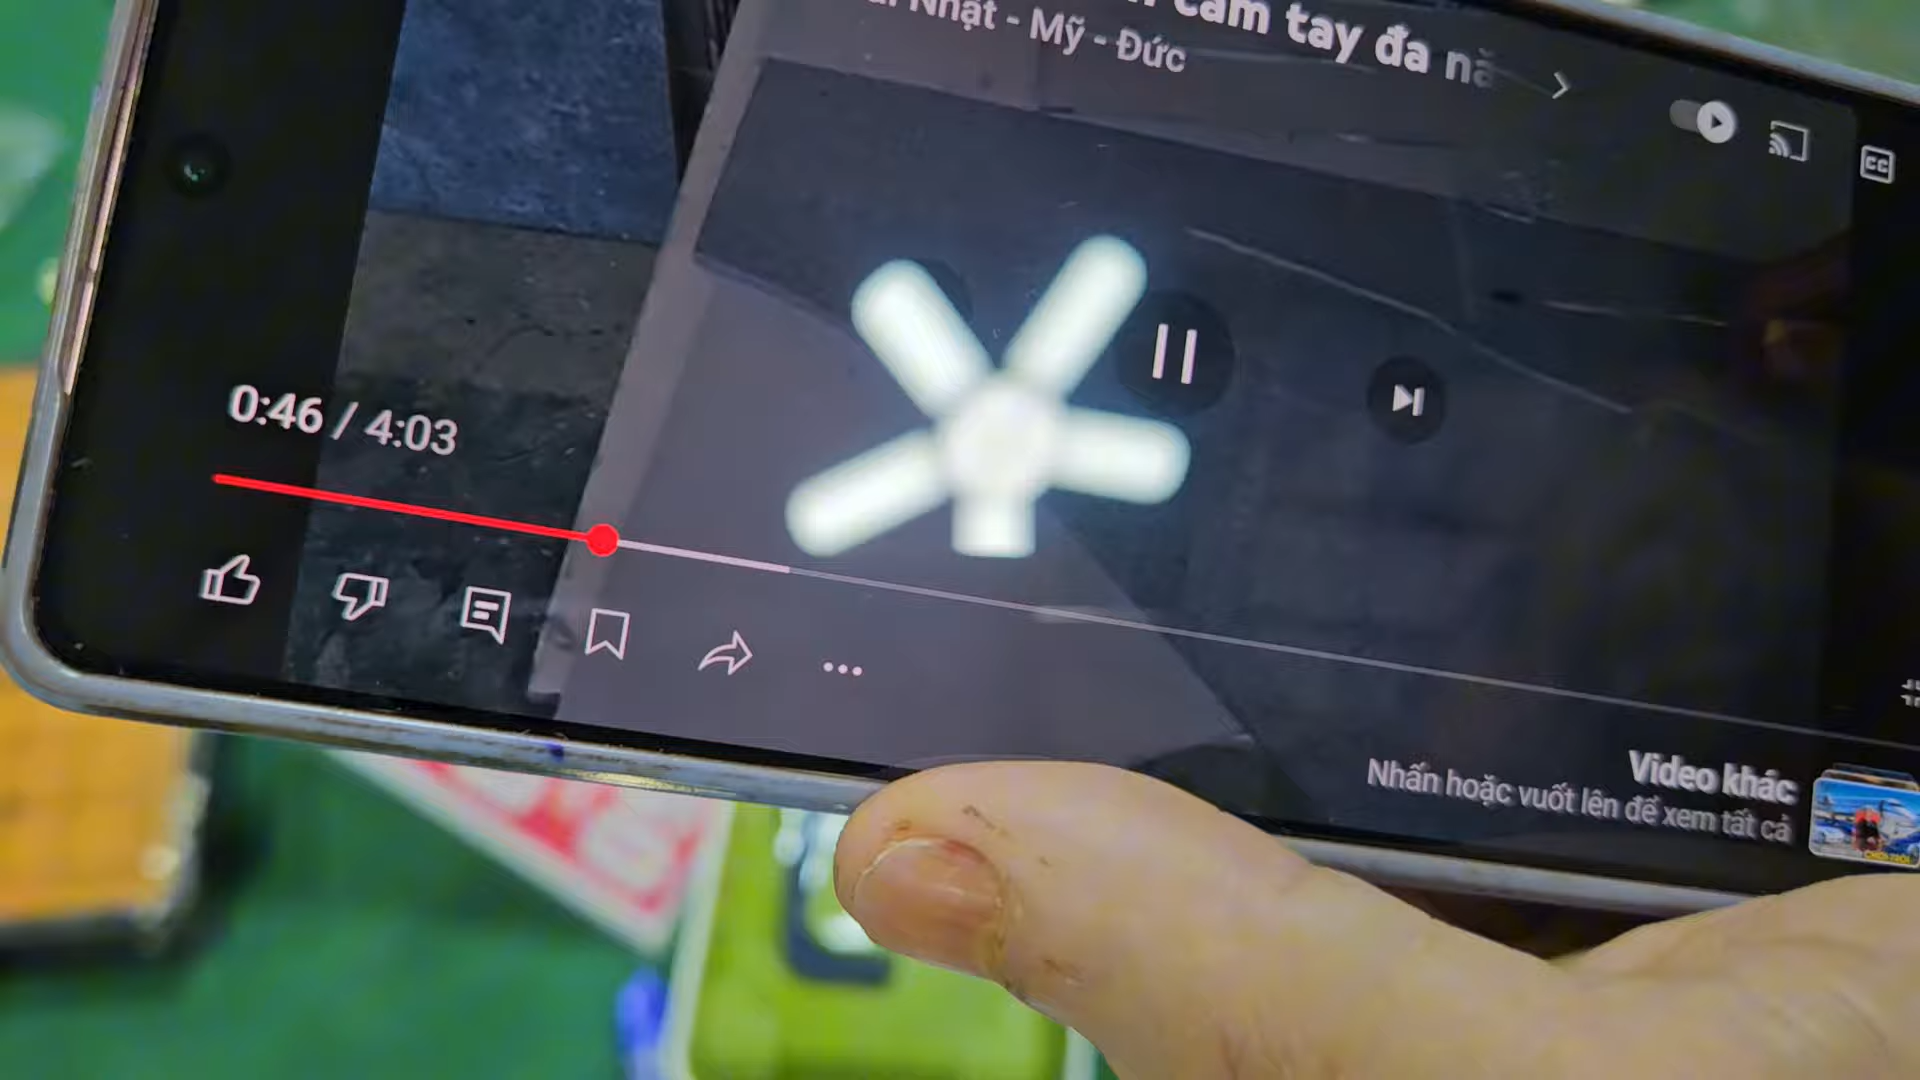 cầm tay đa
Nhật - Mỹ - Đức
CC
0:46 / 4:03
Video khác
Nhấn hoặc vuốt lên để xem tất cả